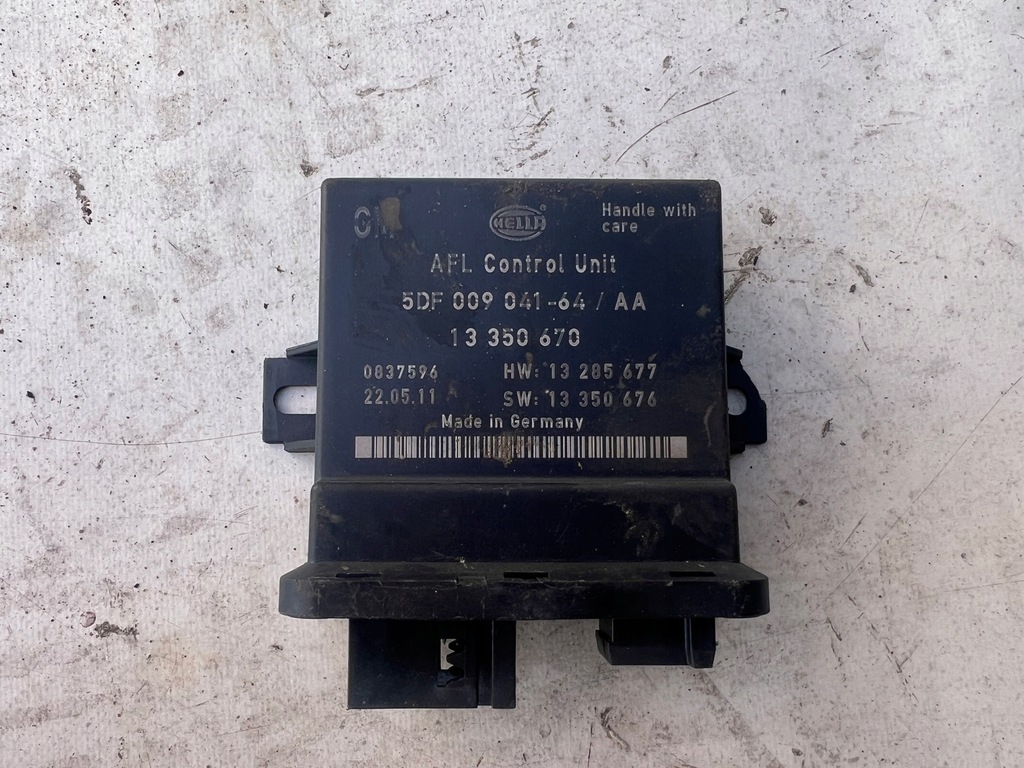 HELLA ® Handle with
care
AFL Control Unit
5DF 009 041-64 / AA
13 350 670
0837596 HW: 13 285 677
22.05.11 SW: 13 350 676
Made in Germany